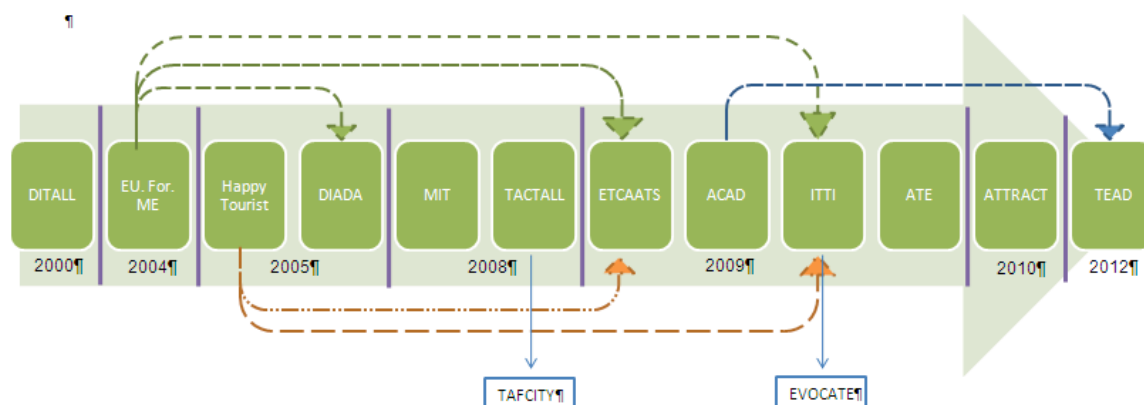 ¶
DITALL
EU. For.
ME
Happy
Tourist
DIADA
MIT
TACTALL
ETCAATS
ACAD
ITTI
ATE
ATTRACT
TEAD
2000¶
2004¶
2005¶
2008¶
2009¶
2010¶
2012¶
TAFCITY¶
EVOCATE¶